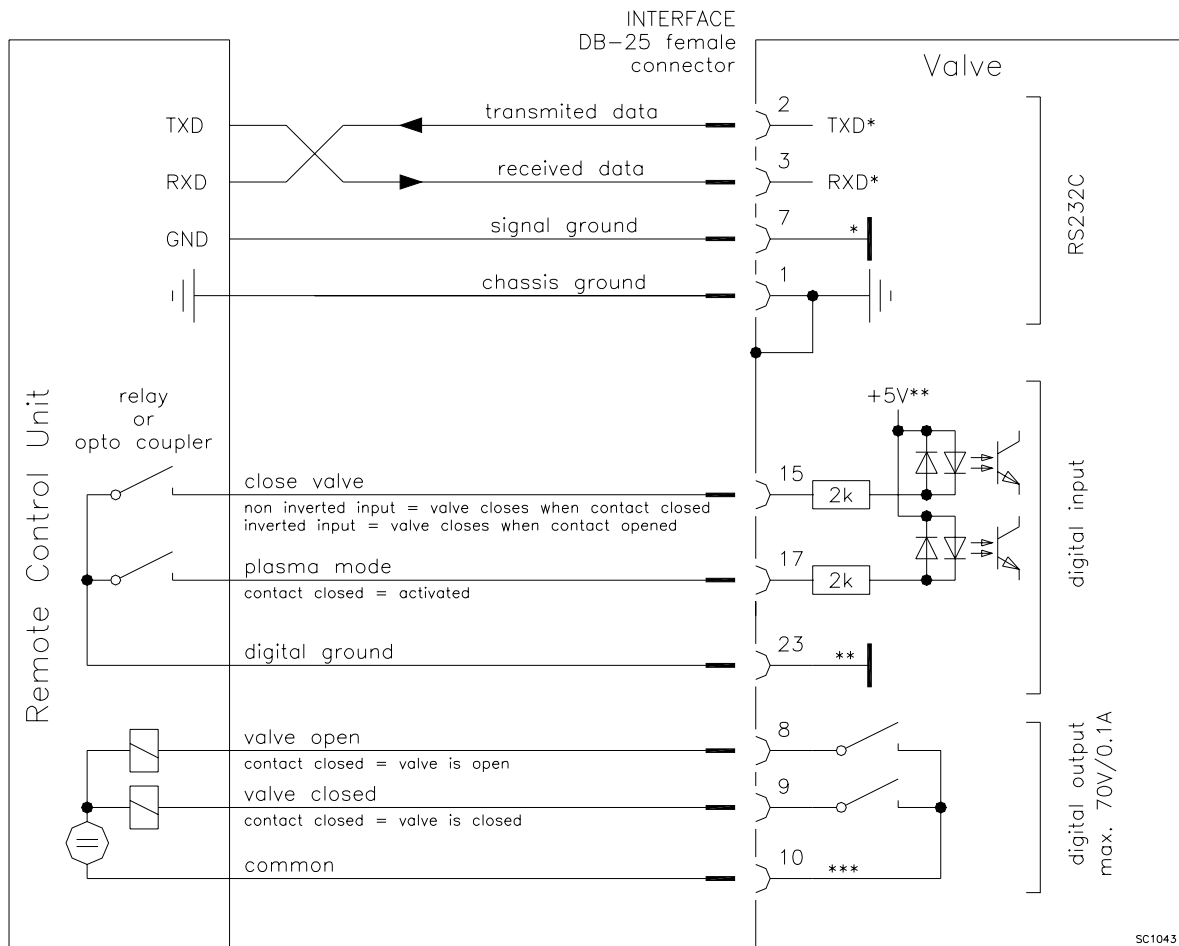 INTERFACE
DB-25 female
connector
Valve
TXD
transmited data
2
TXD*
RXD
received data
3
RXD*
GND
signal ground
7
*
chassis ground
1
RS232C
Remote Control Unit
relay
or
opto coupler
+5V**
close valve
15
2k
non inverted input = valve closes when contact closed
inverted input = valve closes when contact opened
plasma mode
17
2k
contact closed = activated
digital ground
23
**
digital input
valve open
8
contact closed = valve is open
valve closed
9
contact closed = valve is closed
common
10
***
digital output
max. 70V/0.1A
SC1043